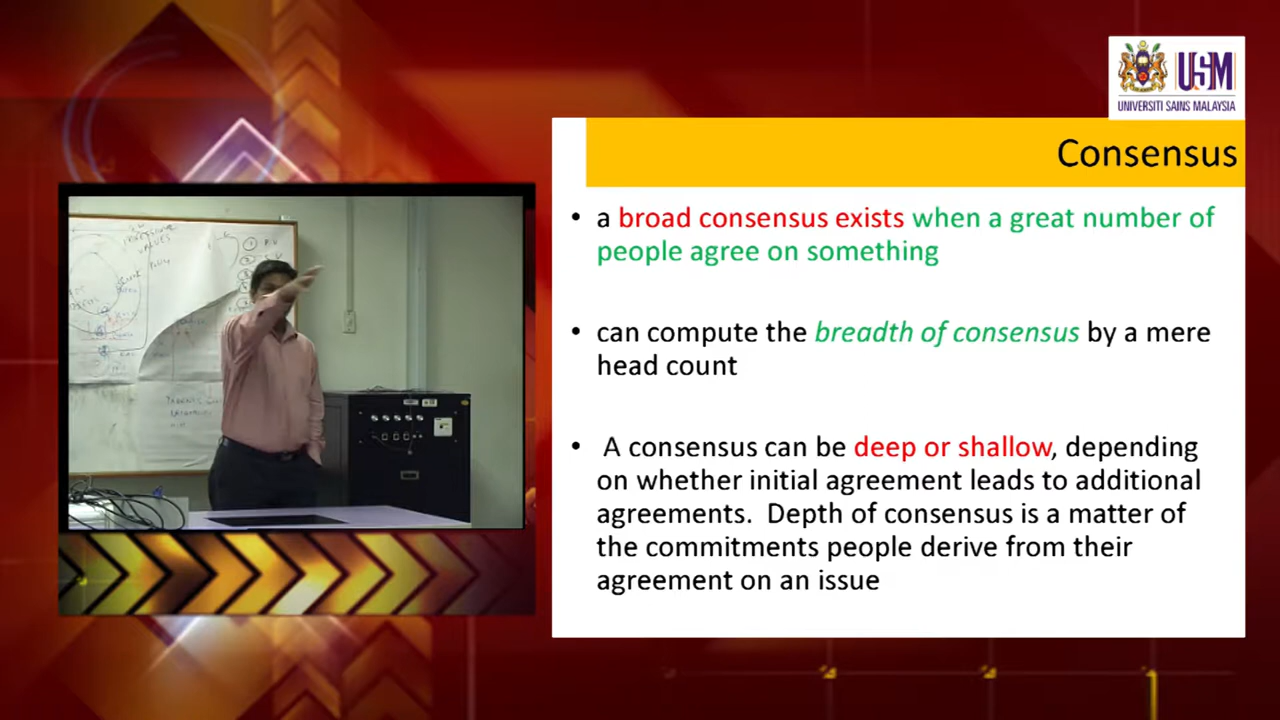 USM
UNIVERSITI SAINS MALAYSIA
Consensus
• a broad consensus exists when a great number of
people agree on something
• can compute the breadth of consensus by a mere
head count
• A consensus can be deep or shallow, depending
on whether initial agreement leads to additional
agreements. Depth of consensus is a matter of
the commitments people derive from their
agreement on an issue
VALUES